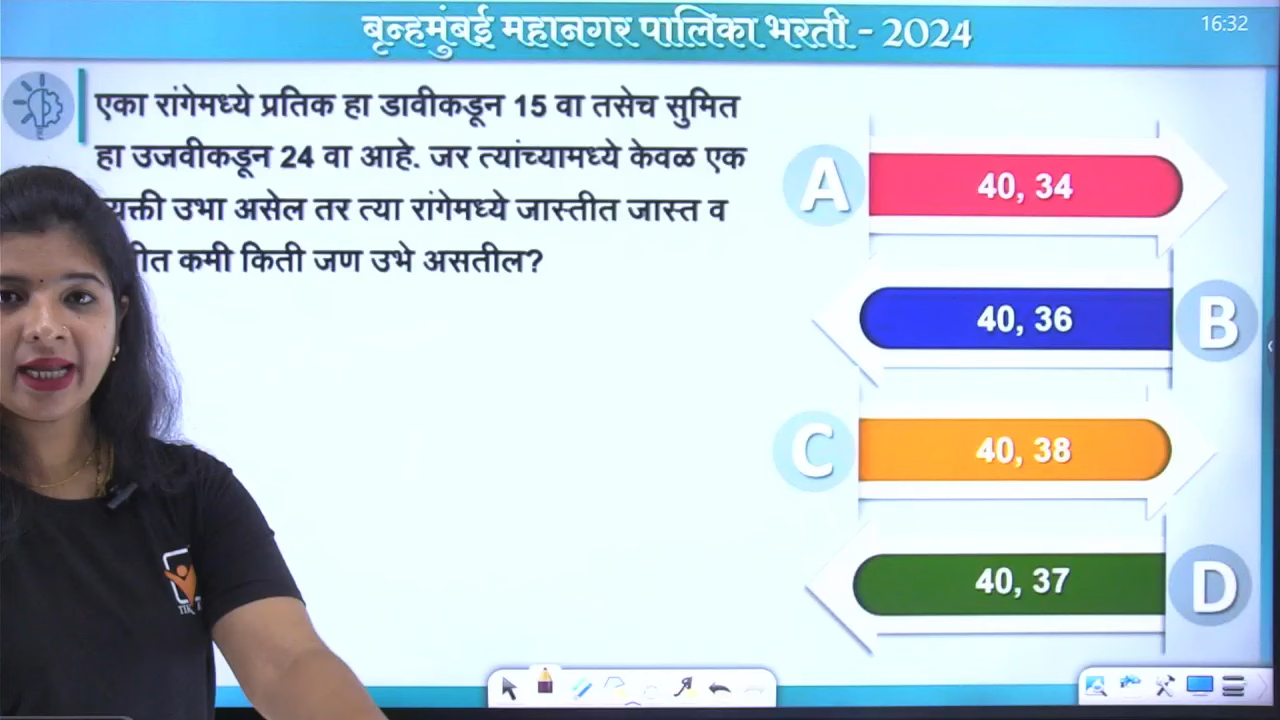 बृन्हमुंबई महानगर पालिका भरती - 2024
16:32
एका रांगेमध्ये प्रतिक हा डावीकडून 15 वा तसेच सुमित
हा उजवीकडून 24 वा आहे. जर त्यांच्यामध्ये केवळ एक
उभा असेल तर त्या रांगेमध्ये जास्तीत जास्त व
कमी किती जण उभे असतील?
A
40, 34
40, 36
B
C
40, 38
40, 37
D